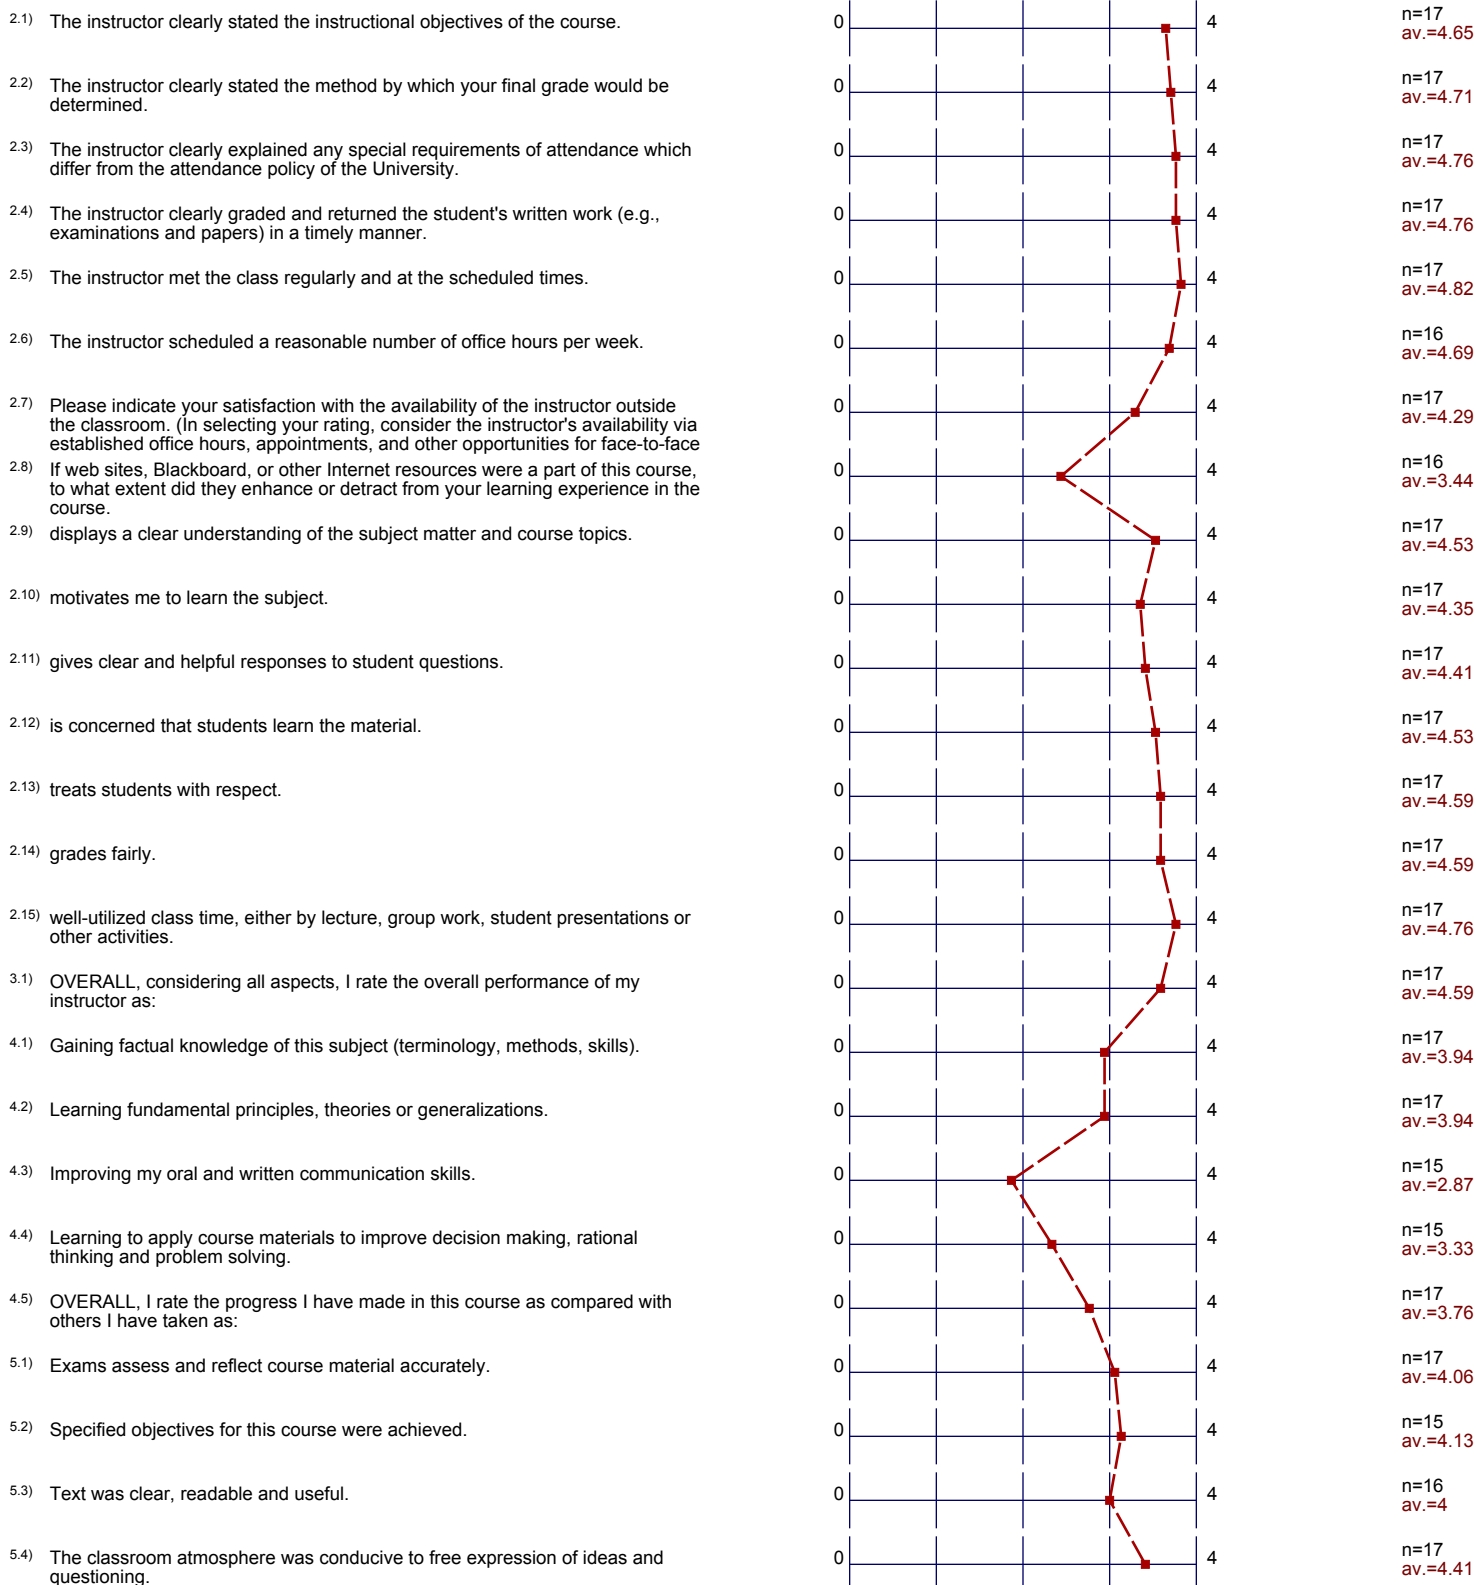 2.1) The instructor clearly stated the instructional objectives of the course. 0 4 n=17
av.=4.65
2.2) The instructor clearly stated the method by which your final grade would be 0 4 n=17
determined. av.=4.71
2.3) The instructor clearly explained any special requirements of attendance which 0 4 n=17
differ from the attendance policy of the University. av.=4.76
2.4) The instructor clearly graded and returned the student's written work (e.g., 0 4 n=17
examinations and papers) in a timely manner. av.=4.76
2.5) The instructor met the class regularly and at the scheduled times. 0 4 n=17
av.=4.82
2.6) The instructor scheduled a reasonable number of office hours per week. 0 4 n=16
av.=4.69
2.7) Please indicate your satisfaction with the availability of the instructor outside 0 4 n=17
the classroom. (In selecting your rating, consider the instructor's availability via av.=4.29
established office hours, appointments, and other opportunities for face-to-face
2.8) If web sites, Blackboard, or other Internet resources were a part of this course, 0 4 n=16
to what extent did they enhance or detract from your learning experience in the av.=3.44
course.
2.9) displays a clear understanding of the subject matter and course topics. 0 4 n=17
av.=4.53
2.10) motivates me to learn the subject. 0 4 n=17
av.=4.35
2.11) gives clear and helpful responses to student questions. 0 4 n=17
av.=4.41
2.12) is concerned that students learn the material. 0 4 n=17
av.=4.53
2.13) treats students with respect. 0 4 n=17
av.=4.59
2.14) grades fairly. 0 4 n=17
av.=4.59
2.15) well-utilized class time, either by lecture, group work, student presentations or 0 4 n=17
other activities. av.=4.76
3.1) OVERALL, considering all aspects, I rate the overall performance of my 0 4 n=17
instructor as: av.=4.59
4.1) Gaining factual knowledge of this subject (terminology, methods, skills). 0 4 n=17
av.=3.94
4.2) Learning fundamental principles, theories or generalizations. 0 4 n=17
av.=3.94
4.3) Improving my oral and written communication skills. 0 4 n=15
av.=2.87
4.4) Learning to apply course materials to improve decision making, rational 0 4 n=15
thinking and problem solving. av.=3.33
4.5) OVERALL, I rate the progress I have made in this course as compared with 0 4 n=17
others I have taken as: av.=3.76
5.1) Exams assess and reflect course material accurately. 0 4 n=17
av.=4.06
5.2) Specified objectives for this course were achieved. 0 4 n=15
av.=4.13
5.3) Text was clear, readable and useful. 0 4 n=16
av.=4
5.4) The classroom atmosphere was conducive to free expression of ideas and 0 4 n=17
questioning. av.=4.41